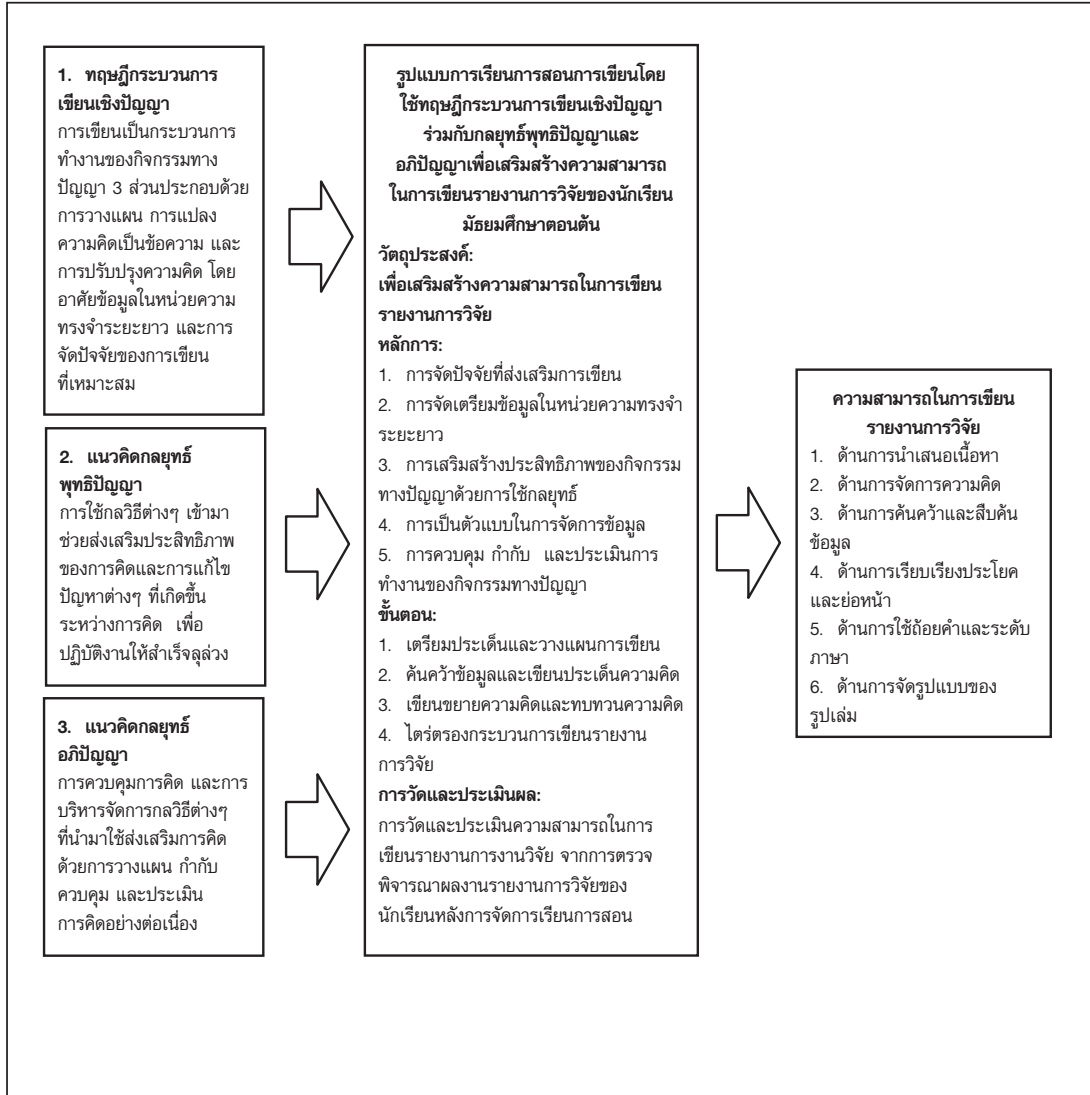 1. ทฤษฎีกระบวนการ
เขียนเชิงปัญญา
การเขียนเป็นกระบวนการ
ทำงานของกิจกรรมทาง
ปัญญา 3 ส่วนประกอบด้วย
การวางแผน การแปลง
ความคิดเป็นข้อความ และ
การปรับปรุงความคิด โดย
อาศัยข้อมูลในหน่วยความ
ทรงจำระยะยาว และการ
จัดปัจจัยของการเขียน
ที่เหมาะสม
2. แนวคิดกลยุทธ์
พุทธิปัญญา
การใช้กลวิธีต่างๆ เข้ามา
ช่วยส่งเสริมประสิทธิภาพ
ของการคิดและการแก้ไข
ปัญหาต่างๆ ที่เกิดขึ้น
ระหว่างการคิด เพื่อ
ปฏิบัติงานให้สำเร็จลุล่วง
3. แนวคิดกลยุทธ์
อภิปัญญา
การควบคุมการคิด และการ
บริหารจัดการกลวิธีต่างๆ
ที่นำมาใช้ส่งเสริมการคิด
ด้วยการวางแผน กำกับ
ควบคุม และประเมิน
การคิดอย่างต่อเนื่อง
รูปแบบการเรียนการสอนการเขียนโดย
ใช้ทฤษฎีกระบวนการเขียนเชิงปัญญา
ร่วมกับกลยุทธ์พุทธิปัญญาและ
อภิปัญญาเพื่อเสริมสร้างความสามารถ
ในการเขียนรายงานการวิจัยของนักเรียน
มัธยมศึกษาตอนต้น
วัตถุประสงค์:
เพื่อเสริมสร้างความสามารถในการเขียน
รายงานการวิจัย
หลักการ:
1. การจัดปัจจัยที่ส่งเสริมการเขียน
2. การจัดเตรียมข้อมูลในหน่วยความทรงจำ
ระยะยาว
3. การเสริมสร้างประสิทธิภาพของกิจกรรม
ทางปัญญาด้วยการใช้กลยุทธ์
4. การเป็นตัวแบบในการจัดการข้อมูล
5. การควบคุม กำกับ และประเมินการ
ทำงานของกิจกรรมทางปัญญา
ขั้นตอน:
1. เตรียมประเด็นและวางแผนการเขียน
2. ค้นคว้าข้อมูลและเขียนประเด็นความคิด
3. เขียนขยายความคิดและทบทวนความคิด
4. ไตร่ตรองกระบวนการเขียนรายงาน
การวิจัย
การวัดและประเมินผล:
การวัดและประเมินความสามารถในการ
เขียนรายงานการงานวิจัย จากการตรวจ
พิจารณาผลงานรายงานการวิจัยของ
นักเรียนหลังการจัดการเรียนการสอน
ความสามารถในการเขียน
รายงานการวิจัย
1. ด้านการนำเสนอเนื้อหา
2. ด้านการจัดการความคิด
3. ด้านการค้นคว้าและสืบค้น
ข้อมูล
4. ด้านการเรียบเรียงประโยค
และย่อหน้า
5. ด้านการใช้ถ้อยคำและระดับ
ภาษา
6. ด้านการจัดรูปแบบของ
รูปเล่ม